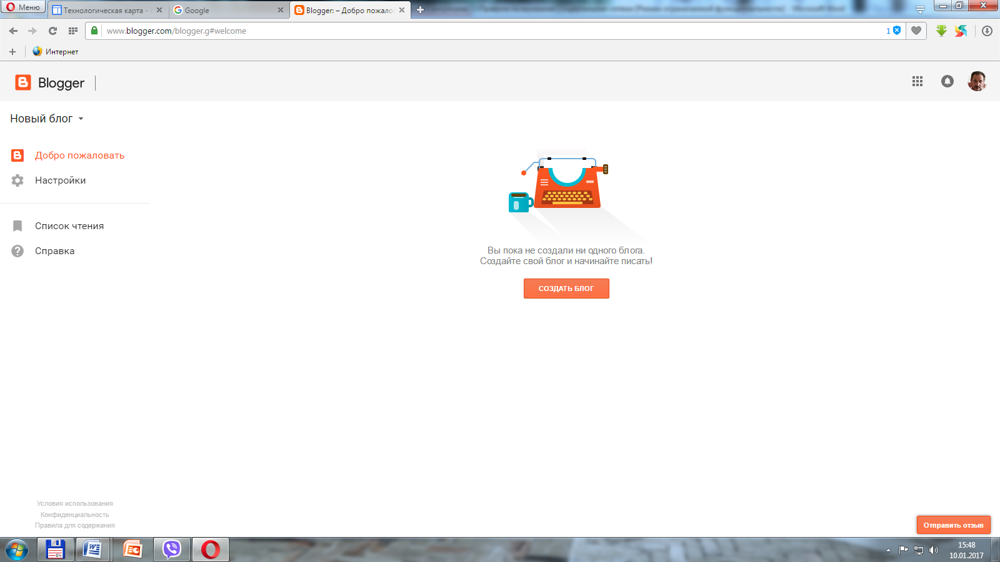 Меню
Технологическая карта -
Google
Blogger: – Добро пожало
www.blogger.com/blogger.g#welcome
1
Интернет
Blogger
Новый блог
Добро пожаловать
Настройки
Список чтения
Справка
Вы пока не создали ни одного блога.
Создайте свой блог и начинайте писать!
СОЗДАТЬ БЛОГ
Условия использования
Конфиденциальность
Правила для содержания
Отправить отзыв
64
15:48
10.01.2017